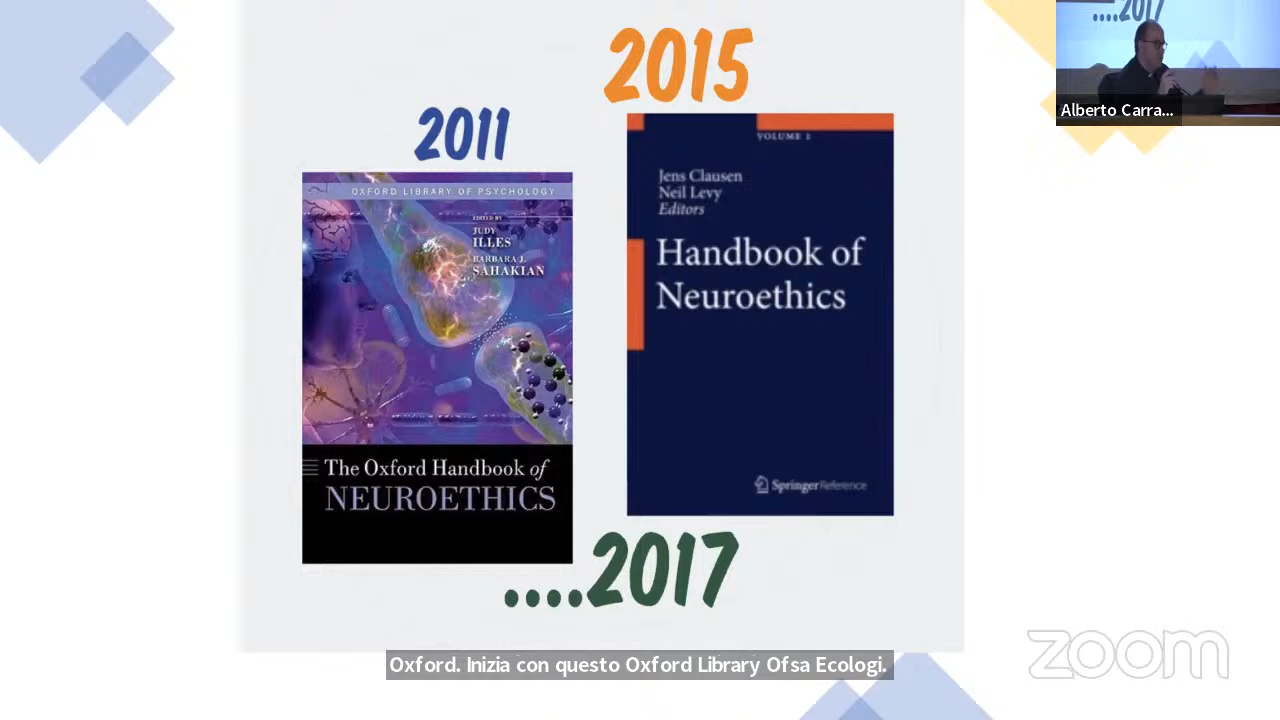 2015
2011
OXFORD LIBRARY OF PSYCHOLOGY
EDITED BY
JUDY
ILLES
BARBARA J.
SAHAKIAN
The Oxford Handbook of
NEUROETHICS
VOLUME 1
Jens Clausen
Neil Levy
Editors
Handbook of
Neuroethics
SpringerReference
....2017
....2017
Alberto Carra...
Oxford. Inizia con questo Oxford Library Ofsa Ecologi.
zoom